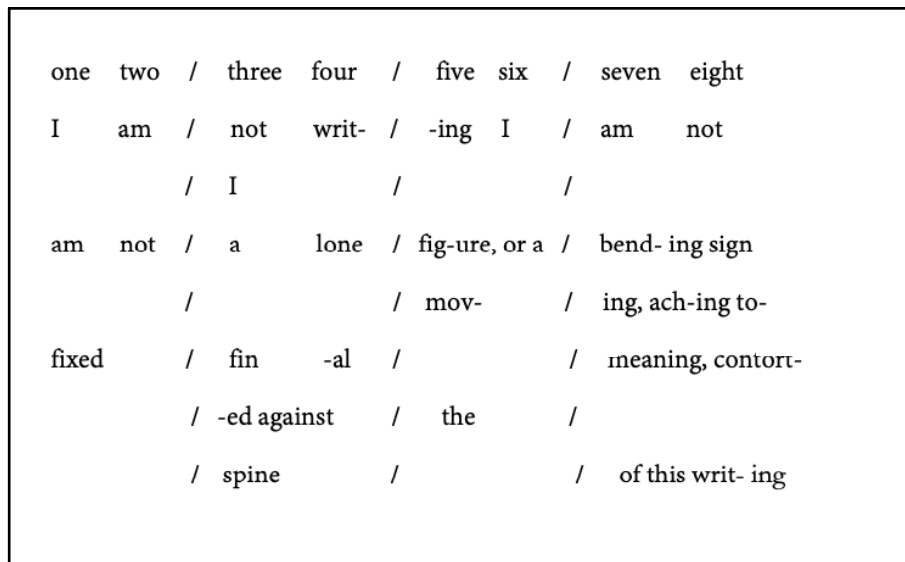 one two / three four / five six / seven eight
I am / not writ- / -ing I / am not
/ I / /
am not / a lone / fig-ure, or a / bend- ing sign
/ / mov- / ing, ach-ing to-
fixed / fin -al / / meaning, contort-
/ -ed against / the /
/ spine / / of this writ- ing